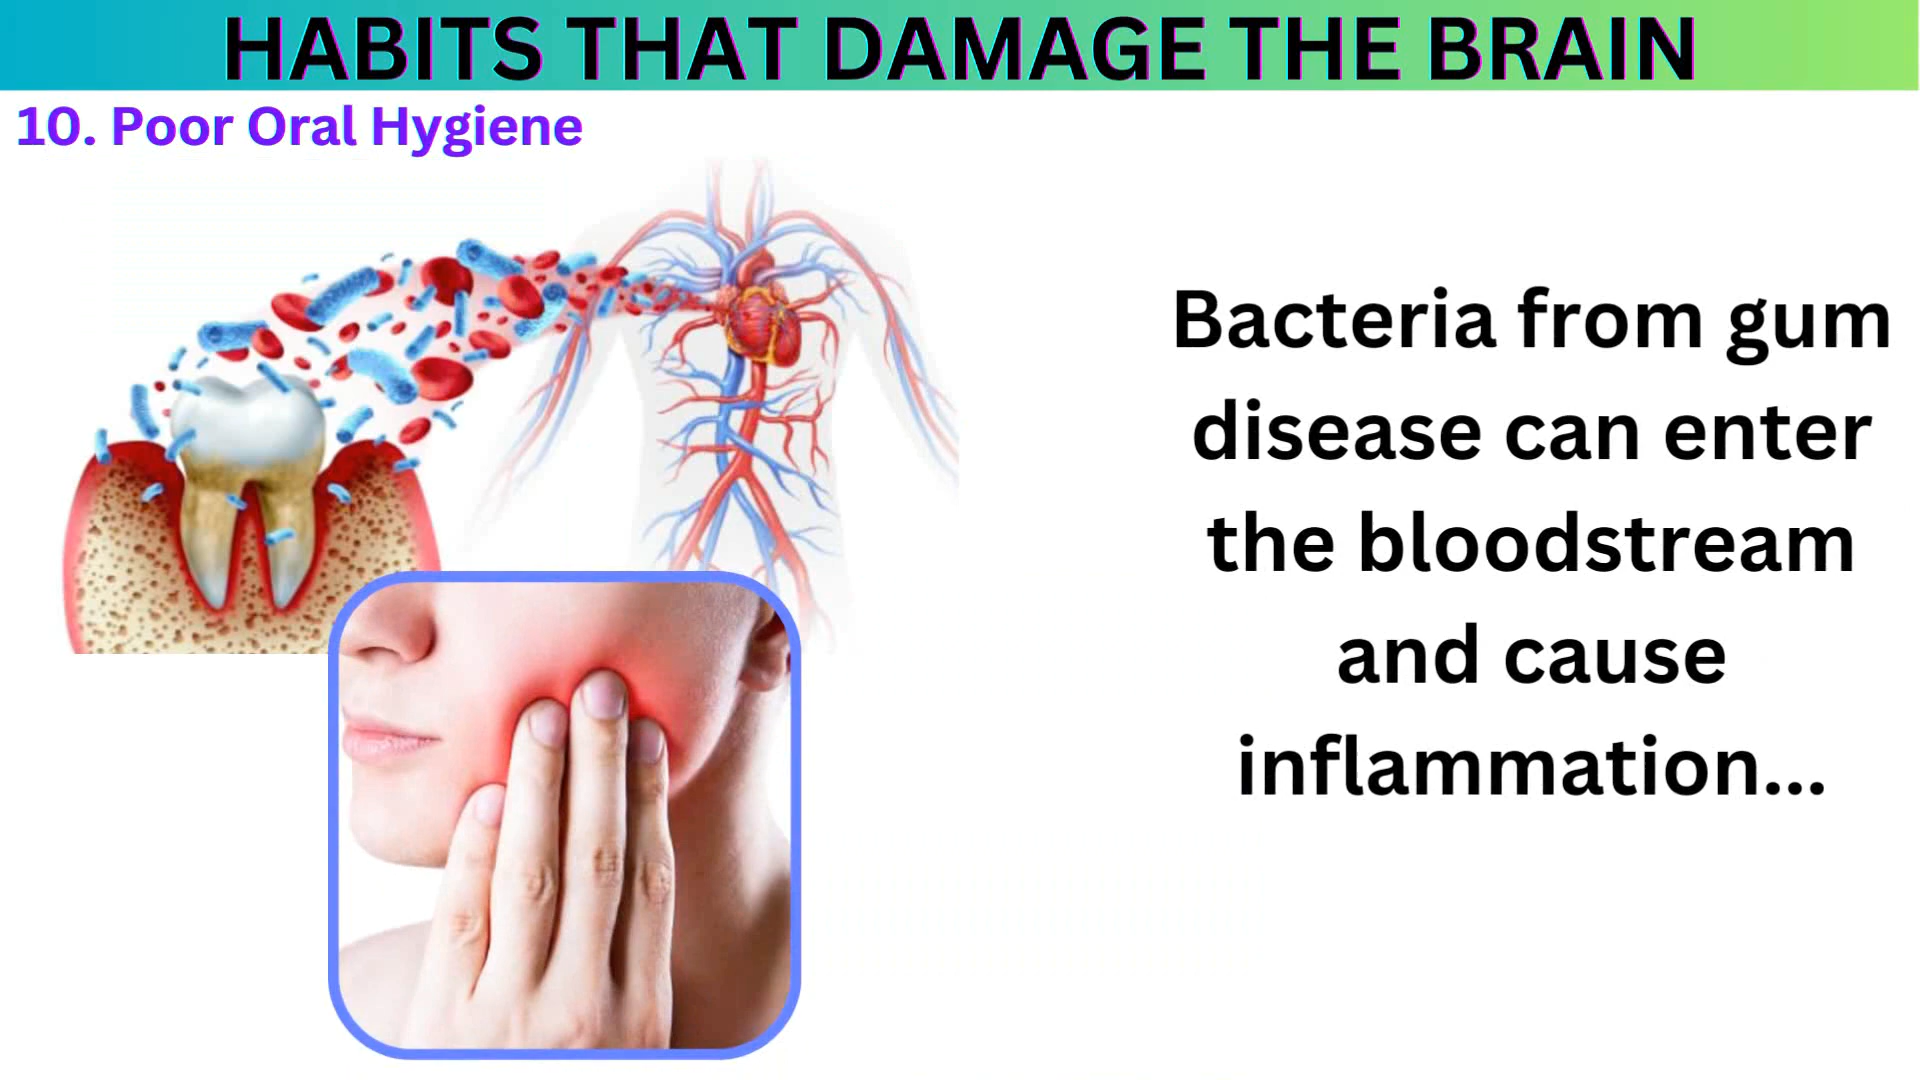 HABITS THAT DAMAGE THE BRAIN
10. Poor Oral Hygiene
Bacteria from gum
disease can enter
the bloodstream
and cause
inflammation...